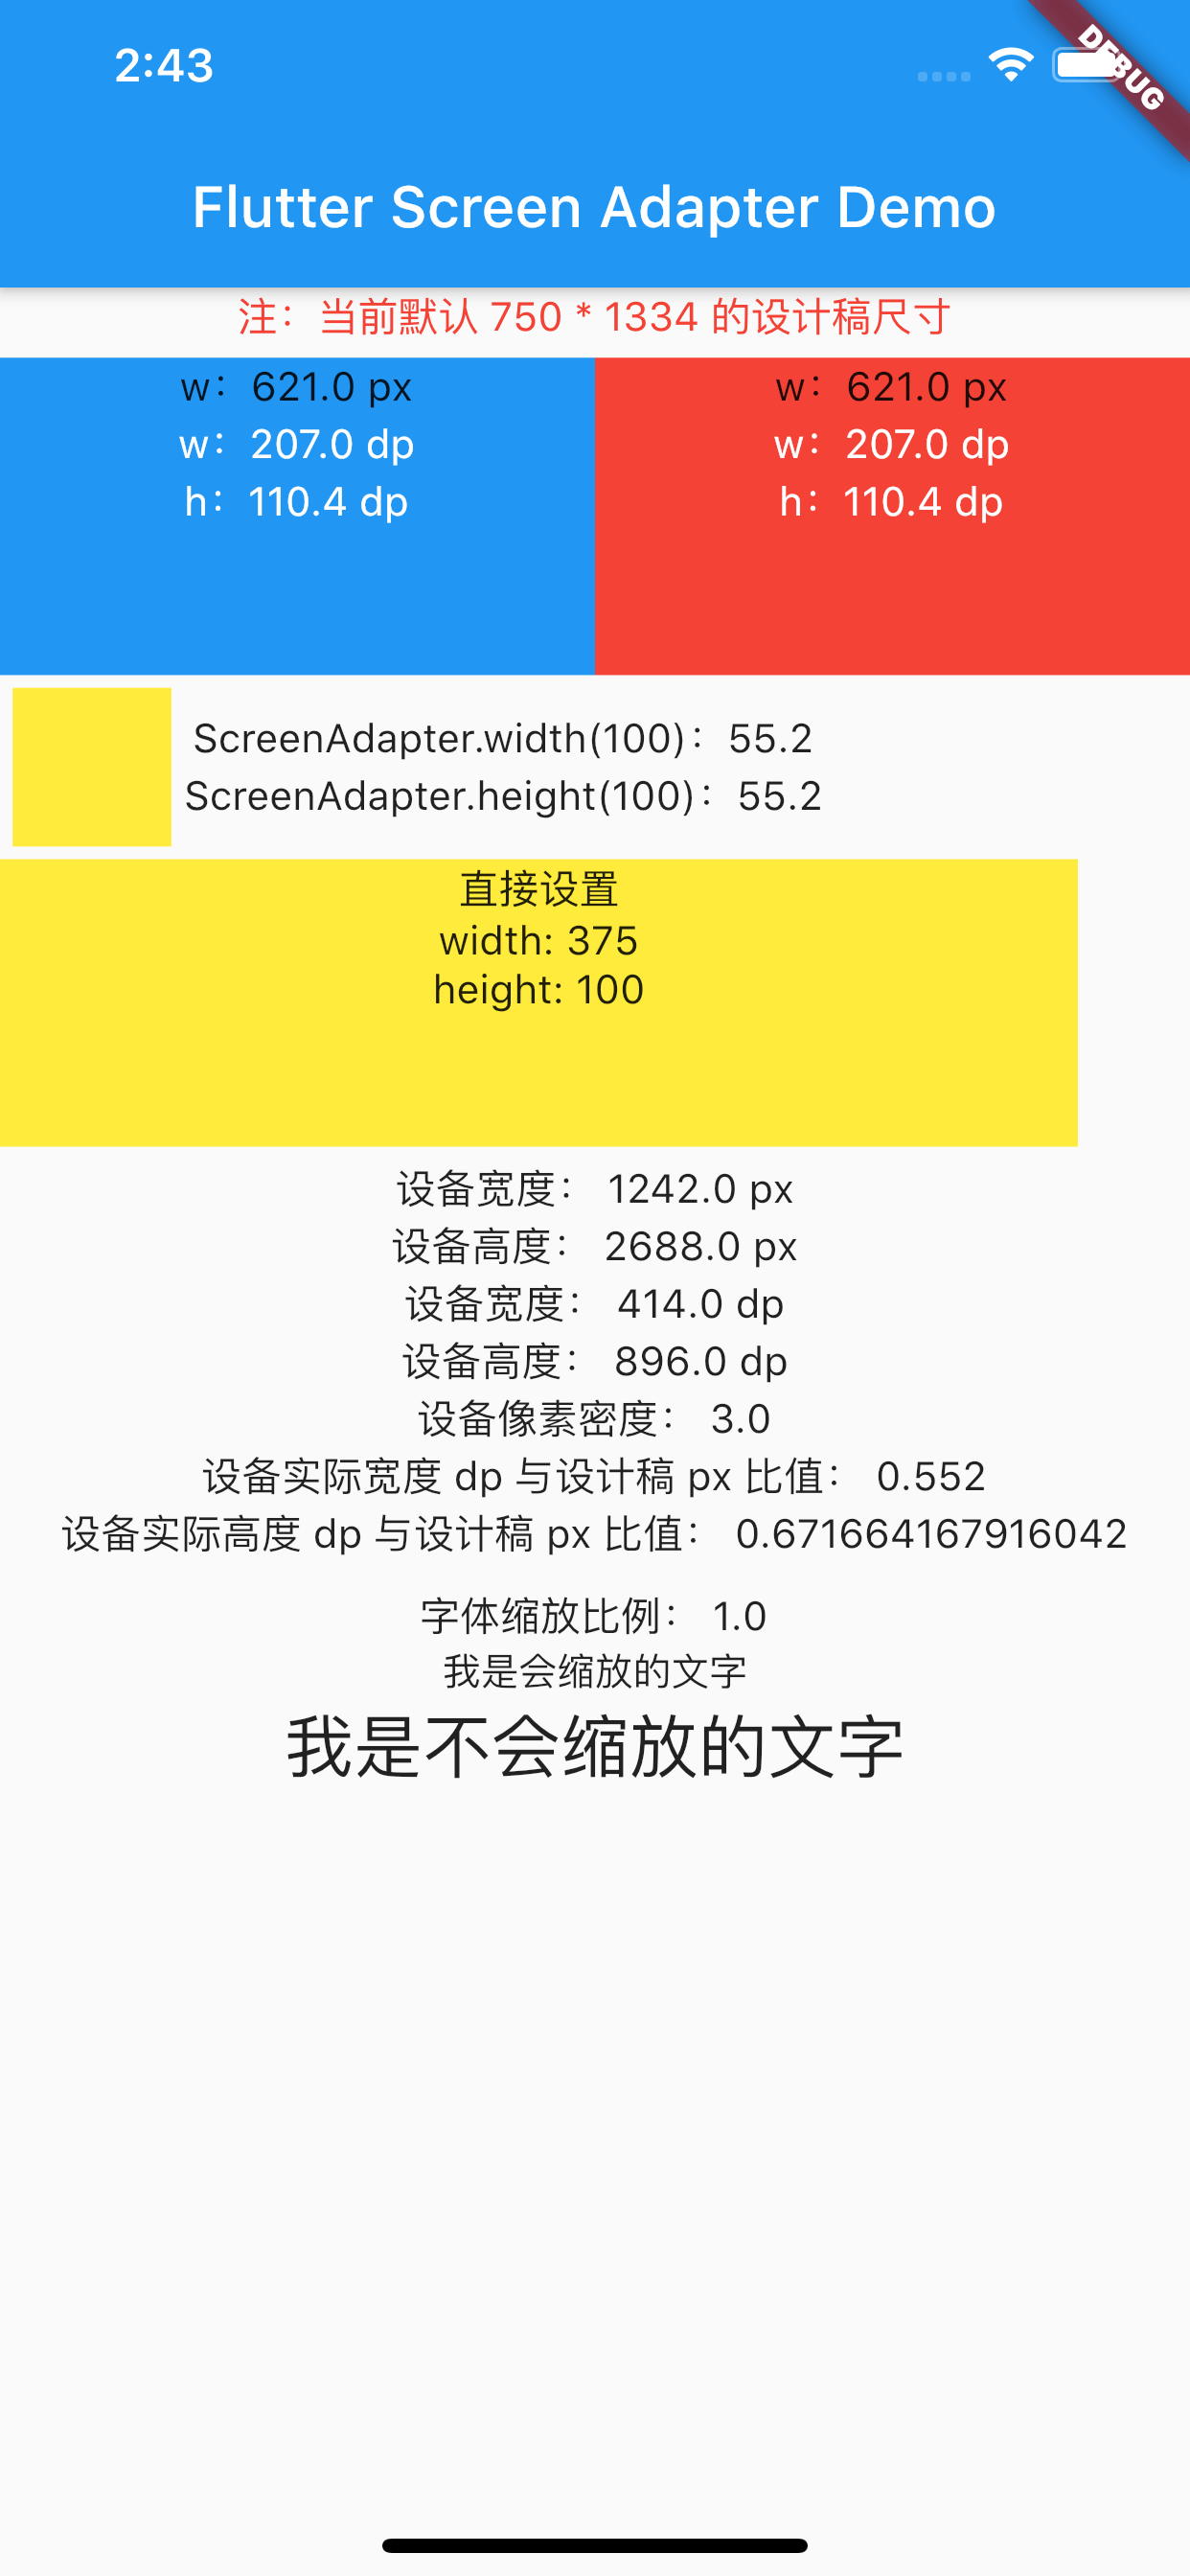 2:43
DEBUG
Flutter Screen Adapter Demo
注：当前默认 750 * 1334 的设计稿尺寸
w：621.0 px
w：207.0 dp
h：110.4 dp
w：621.0 px
w：207.0 dp
h：110.4 dp
ScreenAdapter.width(100)：55.2
ScreenAdapter.height(100)：55.2
直接设置
width: 375
height: 100
设备宽度： 1242.0 px
设备高度： 2688.0 px
设备宽度： 414.0 dp
设备高度： 896.0 dp
设备像素密度： 3.0
设备实际宽度 dp 与设计稿 px 比值： 0.552
设备实际高度 dp 与设计稿 px 比值： 0.671664167916042
字体缩放比例： 1.0
我是会缩放的文字
我是不会缩放的文字